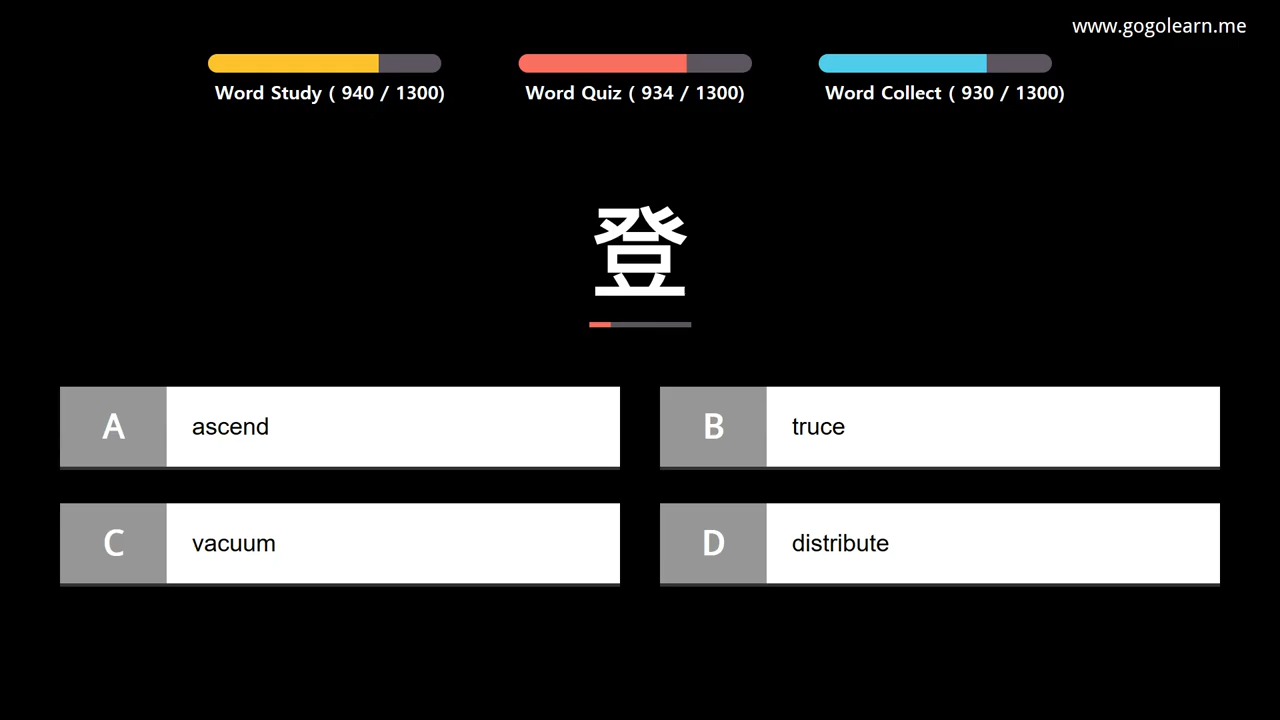 www.gogolearn.me
Word Study ( 940 / 1300)
Word Quiz ( 934 / 1300)
Word Collect ( 930 / 1300)
登
A ascend
B truce
C vacuum
D distribute